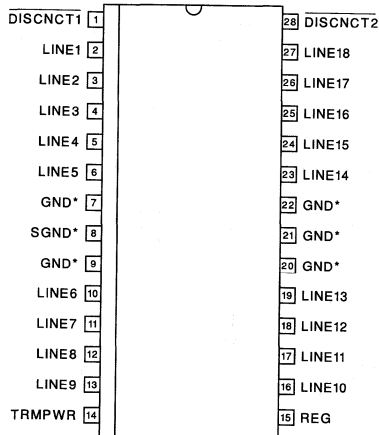 DISCNCT1 1 28 DISCNCT2
LINE1 2 27 LINE18
LINE2 3 26 LINE17
LINE3 4 25 LINE16
LINE4 5 24 LINE15
LINE5 6 23 LINE14
GND* 7 22 GND*
SGND* 8 21 GND*
GND* 9 20 GND*
LINE6 10 19 LINE13
LINE7 11 18 LINE12
LINE8 12 17 LINE11
LINE9 13 16 LINE10
TRMPWR 14 15 REG